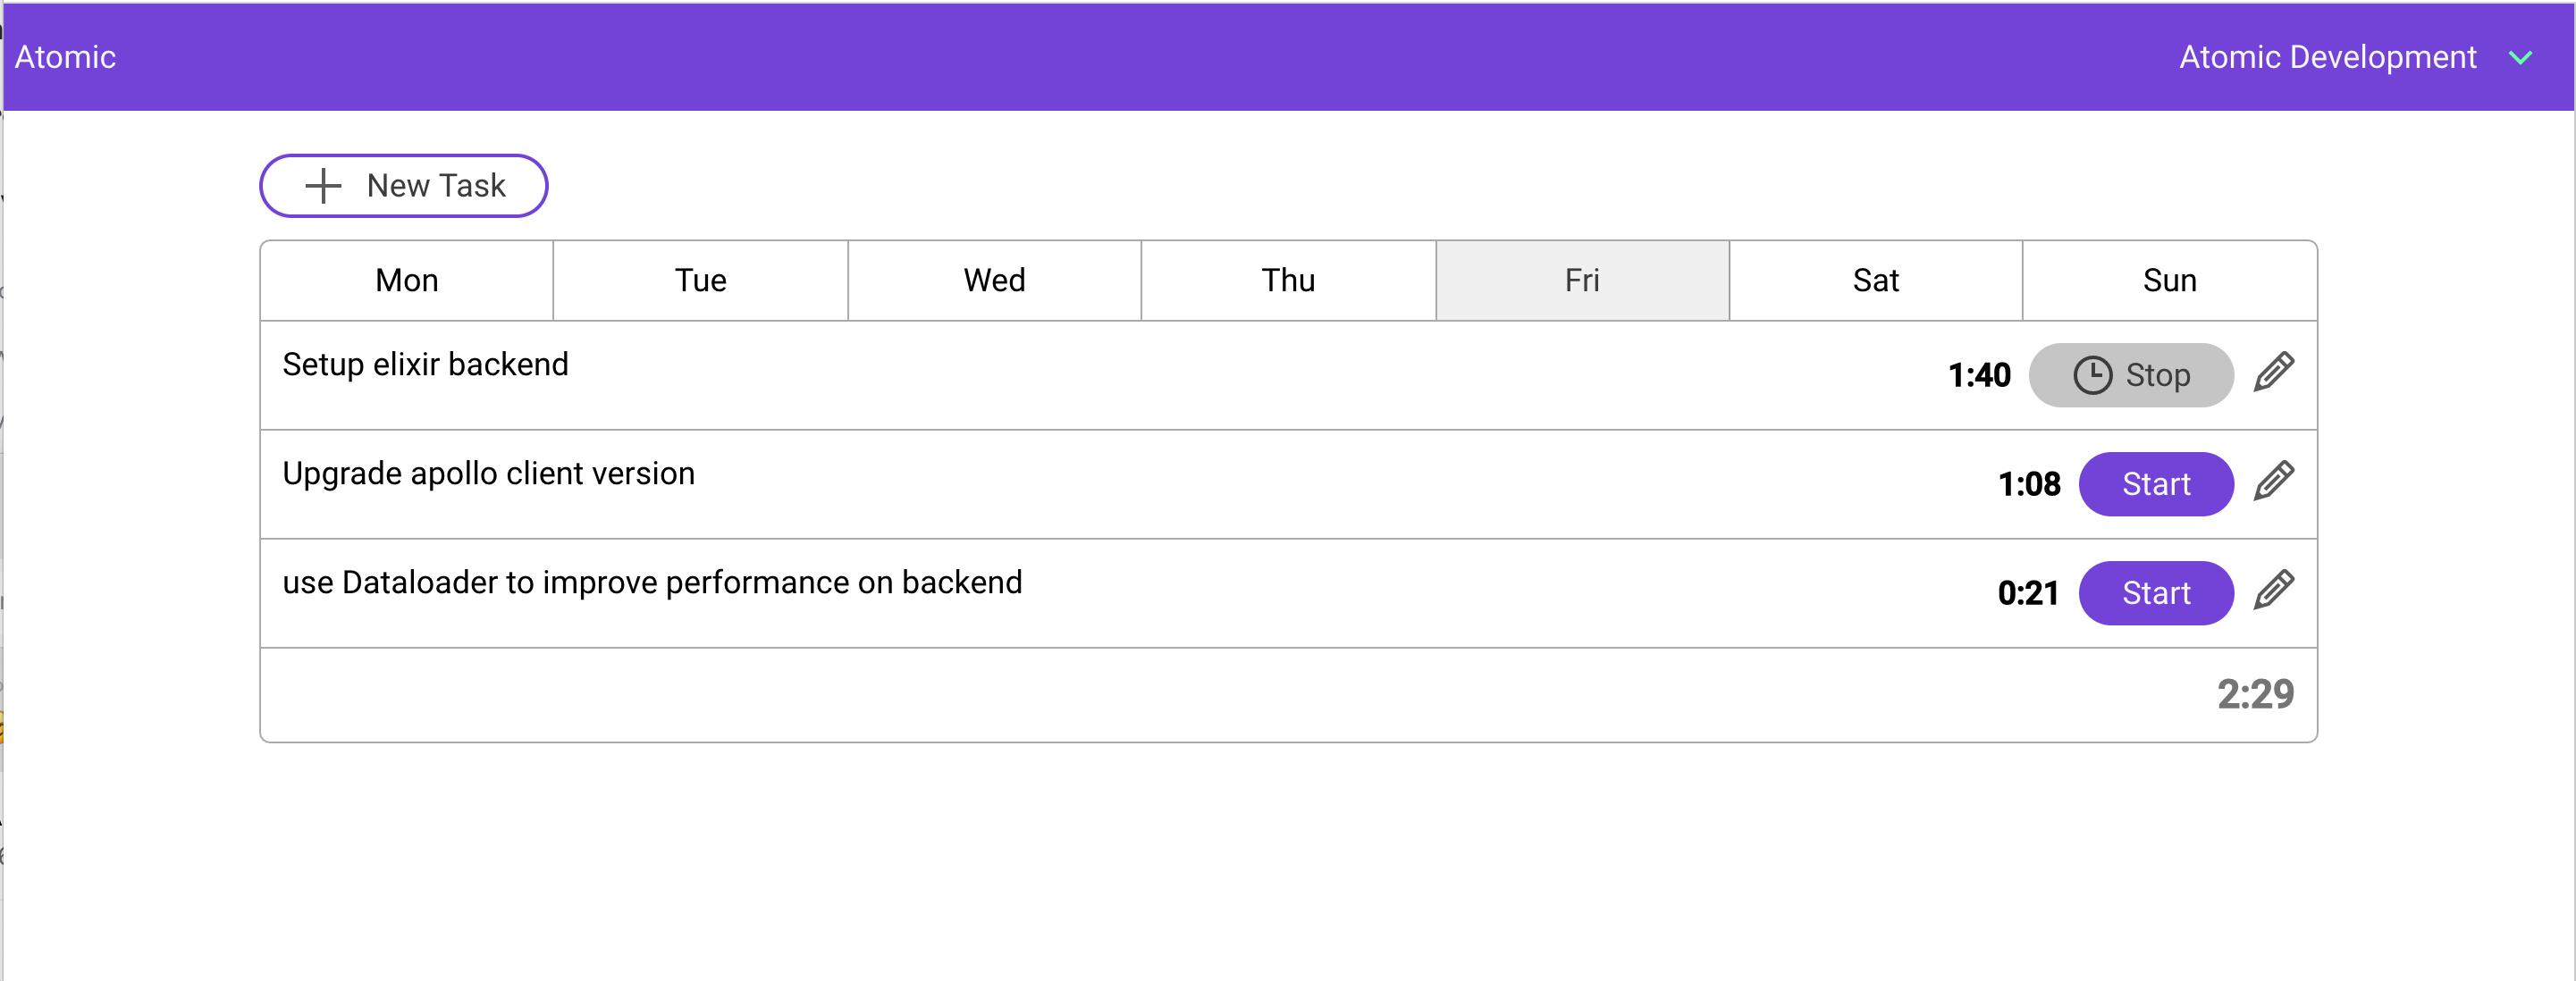 Atomic Atomic Development
New Task
Mon Tue Wed Thu Fri Sat Sun
Setup elixir backend 1:40 Stop
Upgrade apollo client version 1:08 Start
use Dataloader to improve performance on backend 0:21 Start
2:29